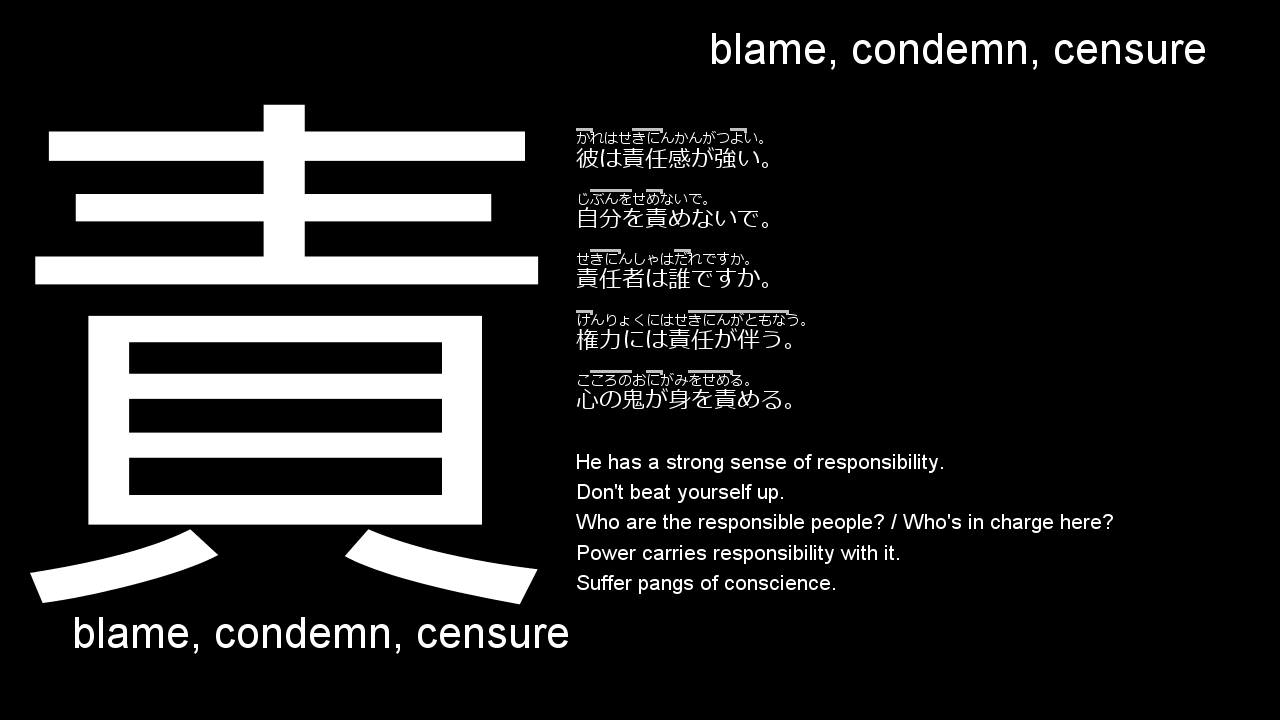 blame, condemn, censure
責
かれはせきにんかんがつよい。
彼は責任感が強い。
じぶんをせめないで。
自分を責めないで。
せきにんしゃはだれですか。
責任者は誰ですか。
けんりょくにはせきにんがともなう。
権力には責任が伴う。
こころのおにがみをせめる。
心の鬼が身を責める。
He has a strong sense of responsibility.
Don't beat yourself up.
Who are the responsible people? / Who's in charge here?
Power carries responsibility with it.
Suffer pangs of conscience.
blame, condemn, censure